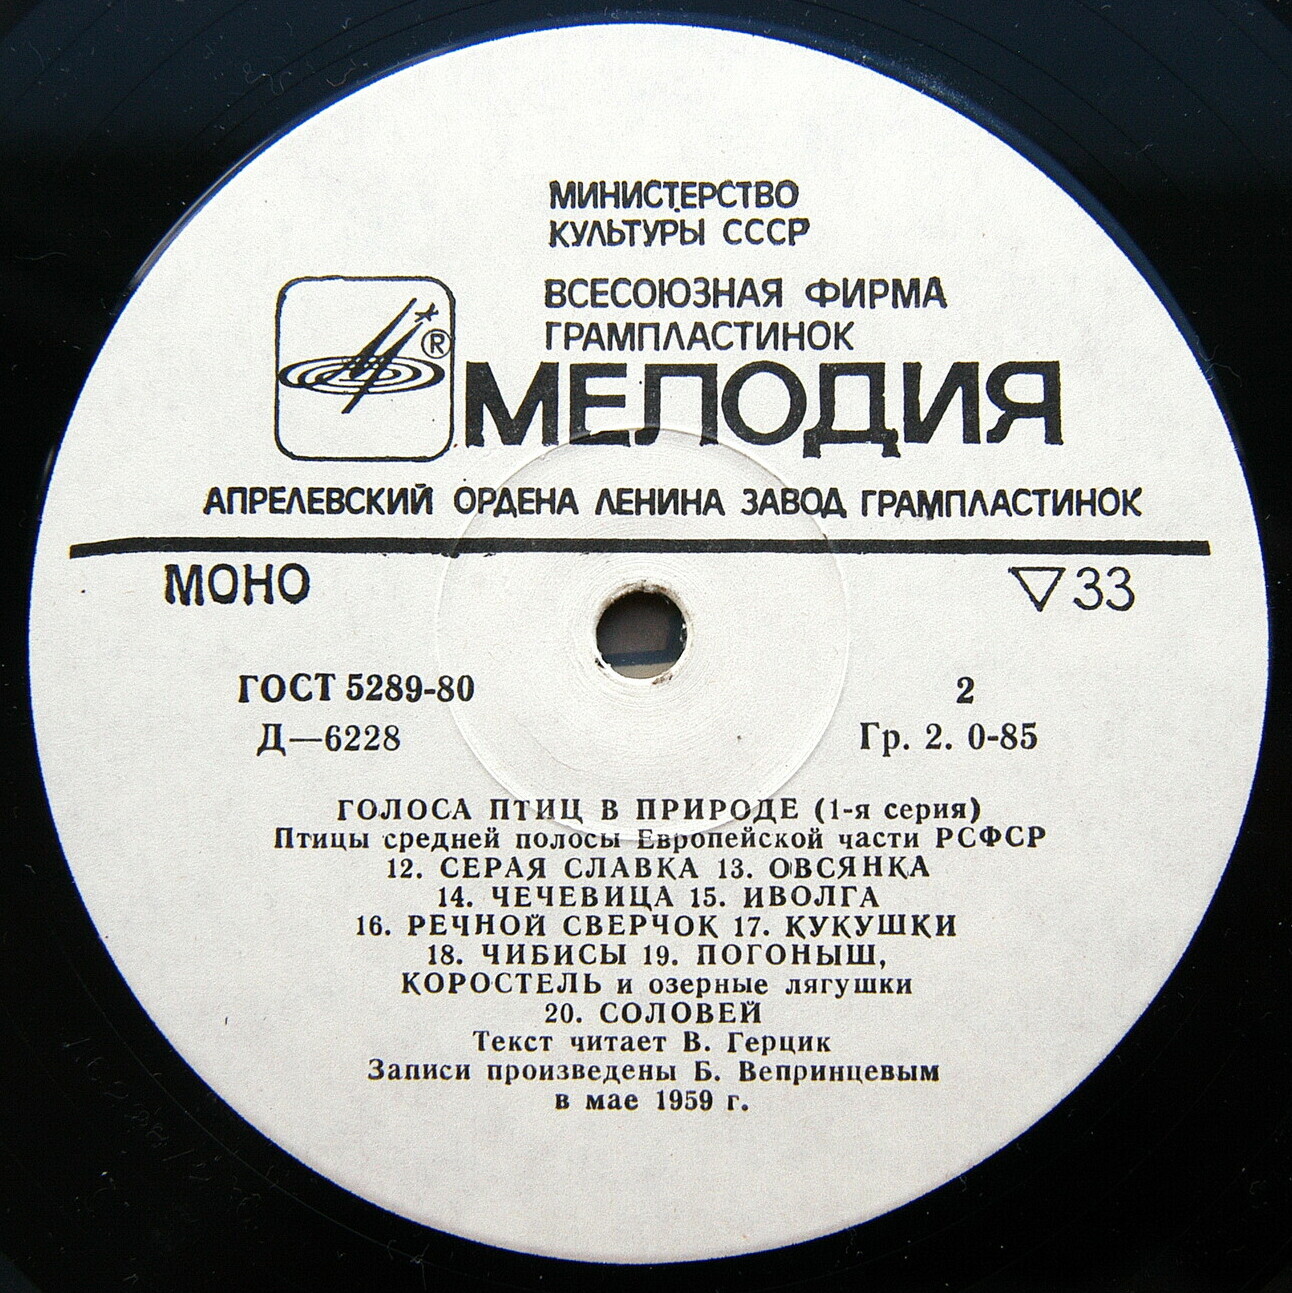 МИНИСТЕРСТВО
КУЛЬТУРЫ СССР
ВСЕСОЮЗНАЯ ФИРМА
ГРАМПЛАСТИНОК
®
МЕЛОДИЯ
АПРЕЛЕВСКИЙ ОРДЕНА ЛЕНИНА ЗАВОД ГРАМПЛАСТИНОК
МОНО ▽33
ГОСТ 5289-80 2
Д—6228 Гр. 2. 0-85
ГОЛОСА ПТИЦ В ПРИРОДЕ (1-я серия)
Птицы средней полосы Европейской части РСФСР
12. СЕРАЯ СЛАВКА 13. ОВСЯНКА
14. ЧЕЧЕВИЦА 15. ИВОЛГА
16. РЕЧНОЙ СВЕРЧОК 17. КУКУШКИ
18. ЧИБИСЫ 19. ПОГОНЫШ,
КОРОСТЕЛЬ и озерные лягушки
20. СОЛОВЕЙ
Текст читает В. Герцик
Записи произведены Б. Вепринцевым
в мае 1959 г.